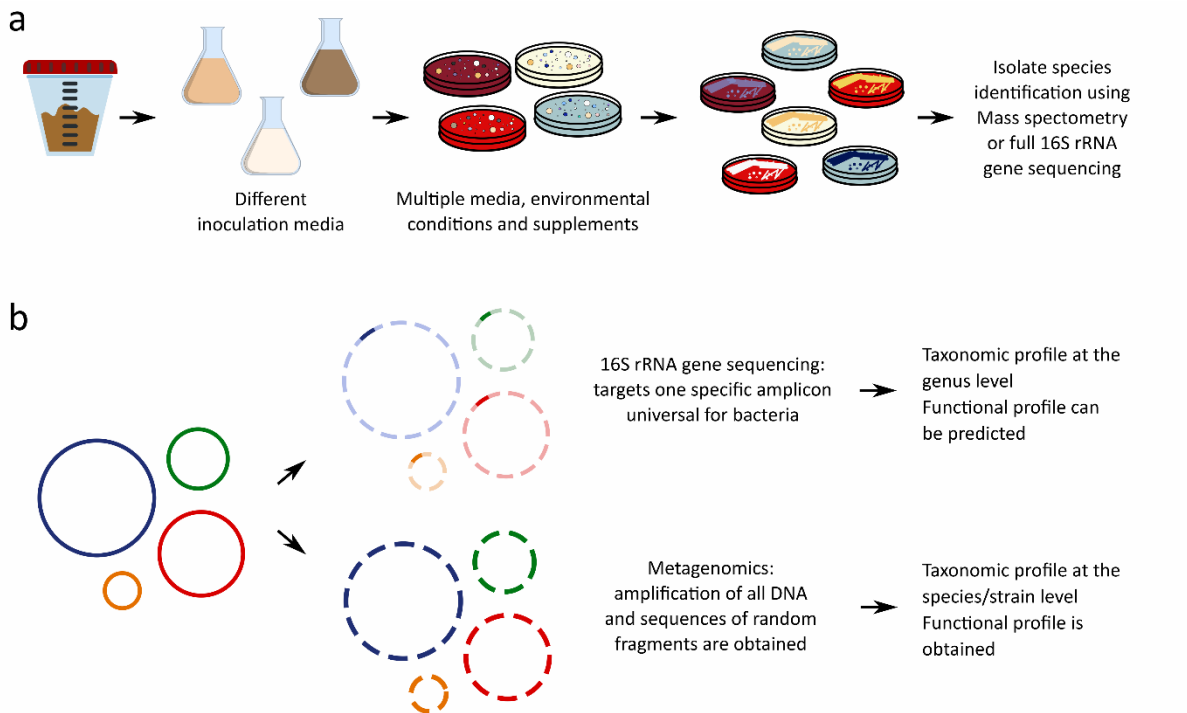 a
Different
inoculation media
Multiple media, environmental
conditions and supplements
Isolate species
identification using
Mass spectometry
or full 16S rRNA
gene sequencing
b
16S rRNA gene sequencing:
targets one specific amplicon
universal for bacteria
Taxonomic profile at the
genus level
Functional profile can
be predicted
Metagenomics:
amplification of all DNA
and sequences of random
fragments are obtained
Taxonomic profile at the
species/strain level
Functional profile is
obtained